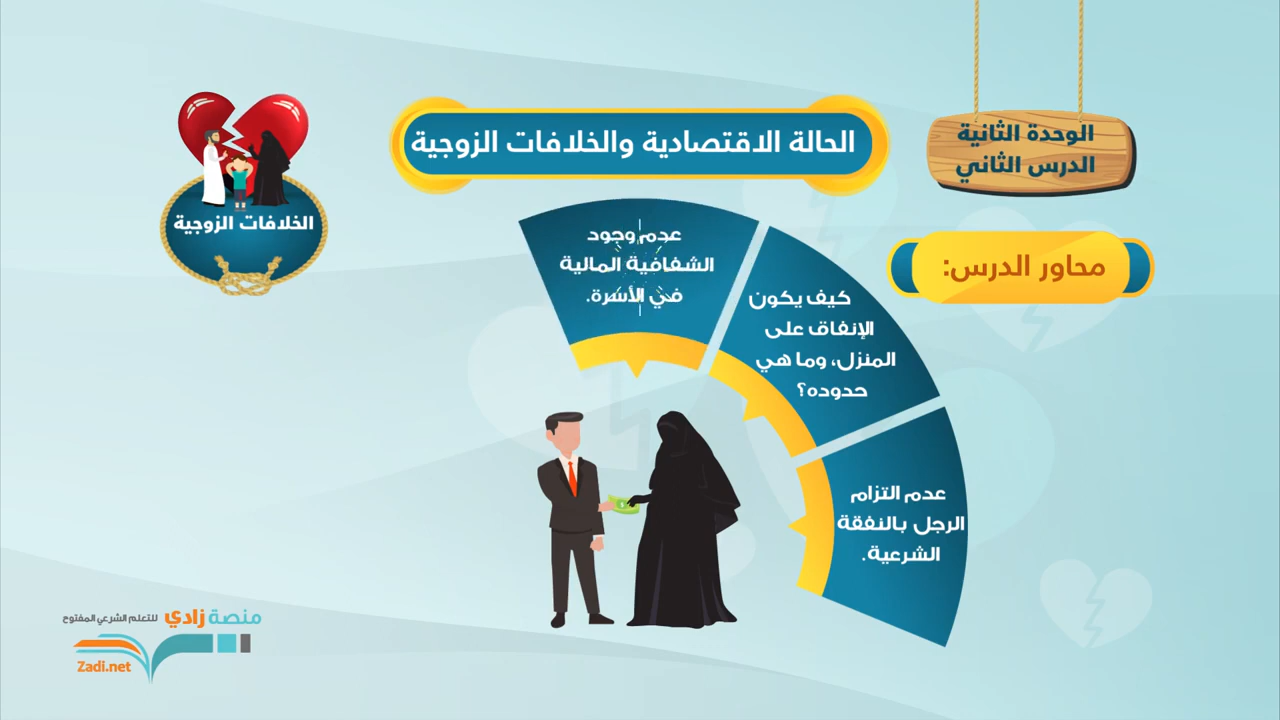 الوحدة الثانية
الدرس الثاني
الحالة الاقتصادية والخلافات الزوجية
الخلافات الزوجية
محاور الدرس:
عدم التزام
الرجل بالنفقة
الشرعية.
كيف يكون
الإنفاق على
المنزل، وما هي
حدوده؟
عدم وجود
الشفافية المالية
في الأسرة.
منصة زادي للتعلم الشرعي المفتوح
Zadi.net